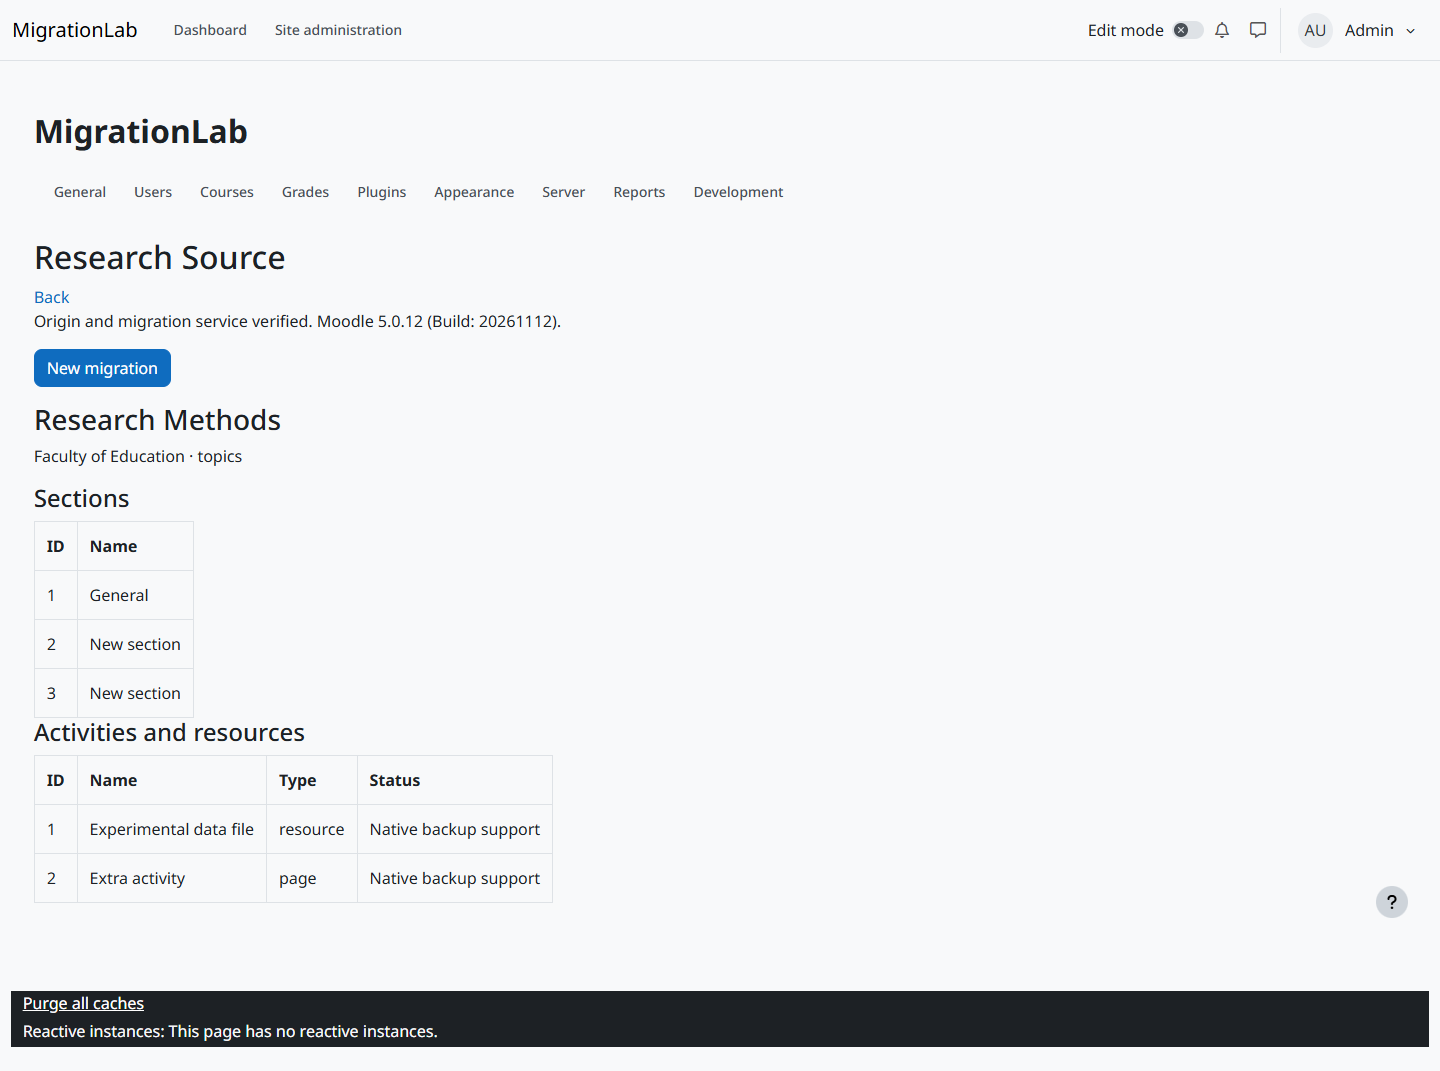 MigrationLab Dashboard Site administration Edit mode AU Admin
MigrationLab
General Users Courses Grades Plugins Appearance Server Reports Development
Research Source
Back
Origin and migration service verified. Moodle 5.0.12 (Build: 20261112).
New migration
Research Methods
Faculty of Education · topics
Sections
ID Name
1 General
2 New section
3 New section
Activities and resources
ID Name Type Status
1 Experimental data file resource Native backup support
2 Extra activity page Native backup support
?
Purge all caches
Reactive instances: This page has no reactive instances.